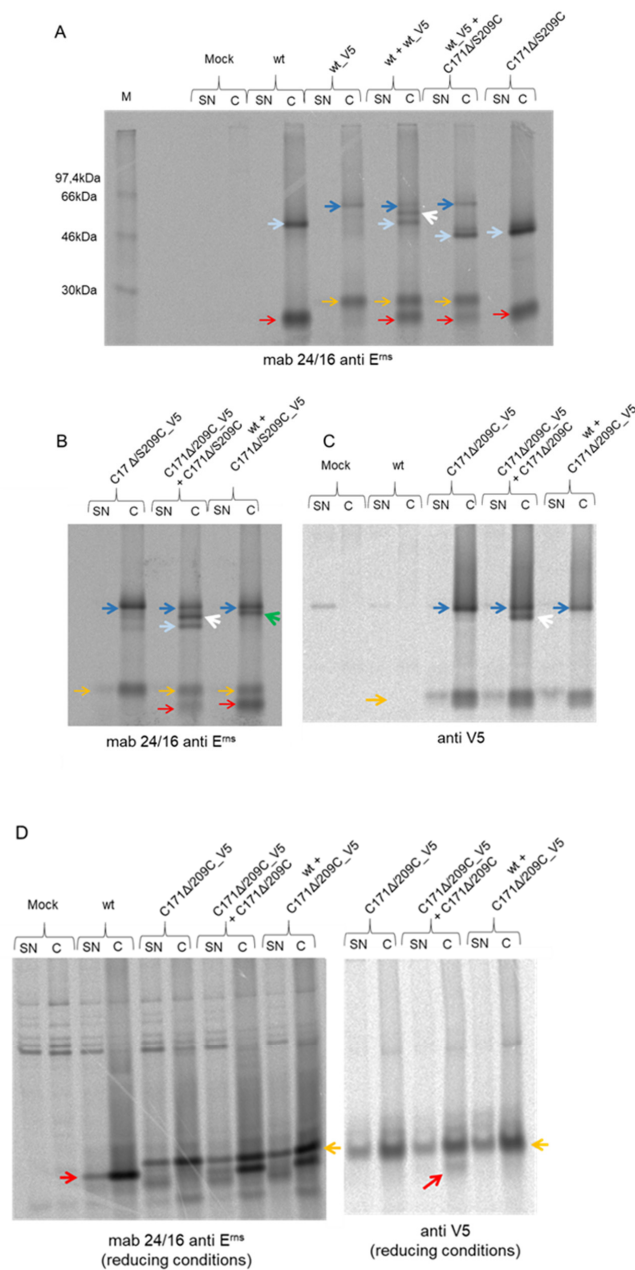 A
Mock
wt
wt_V5
wt + wt_V5
wt_V5 +
C171Δ/S209C
C171Δ/S209C
M
SN C SN C SN C SN C SN C SN C
97,4kDa
66kDa
46kDa
30kDa
mab 24/16 anti Erns
B
C17 Δ/S209C_V5
C171Δ/209C_V5
+ C171Δ/S209C
wt +
C171Δ/S209C_V5
SN C SN C SN C
mab 24/16 anti Erns
C
Mock
wt
C171Δ/209C_V5
C171Δ/209C_V5
+ C171Δ/209C
wt +
C171Δ/209C_V5
SN C SN C SN C SN C SN C
anti V5
D
Mock
wt
C171Δ/209C_V5
C171Δ/209C_V5
+ C171Δ/209C
wt +
C171Δ/209C_V5
SN C SN C SN C SN C SN C
mab 24/16 anti Erns
(reducing conditions)
C171Δ/209C_V5
C171Δ/209C_V5
+ C171Δ/209C
wt +
C171Δ/209C_V5
SN C SN C SN C
anti V5
(reducing conditions)